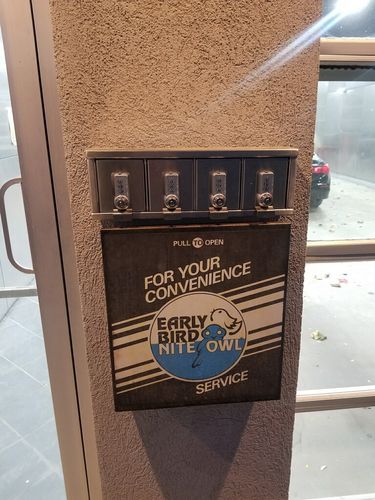 PULL TO OPEN
FOR YOUR
CONVENIENCE
EARLY
BIRD
NITE OWL
SERVICE